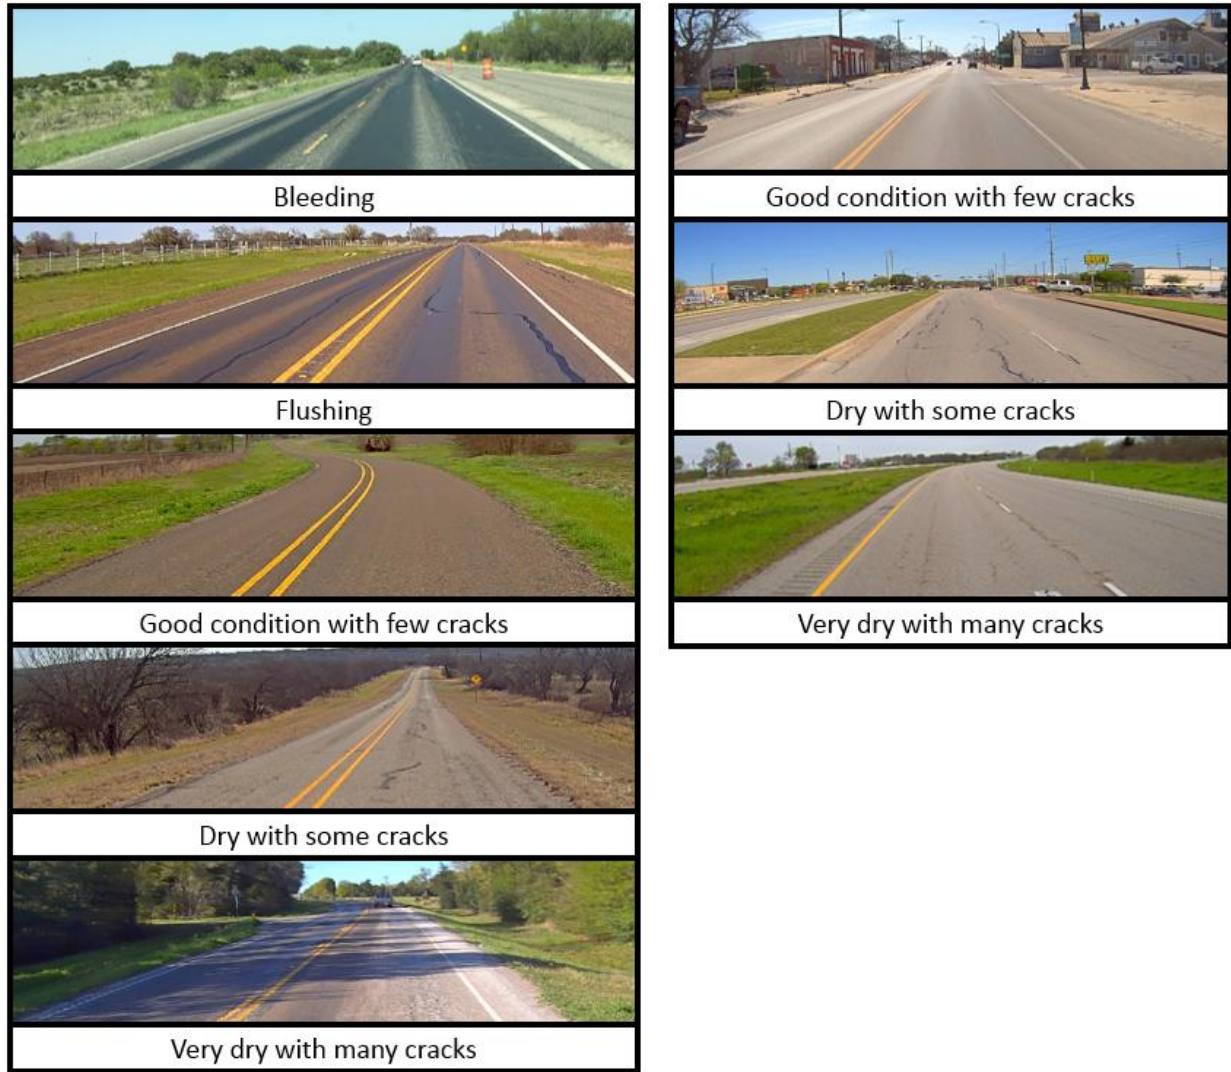 Bleeding
Flushing
Good condition with few cracks
Dry with some cracks
Very dry with many cracks
Good condition with few cracks
Dry with some cracks
Very dry with many cracks